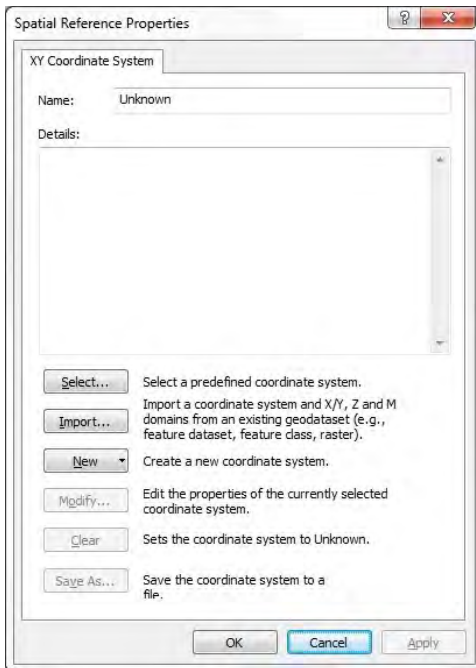 Spatial Reference Properties
XY Coordinate System
Name: Unknown
Details:
Select... Select a predefined coordinate system.
Import... Import a coordinate system and X/Y, Z and M
domains from an existing geodataset (e.g.,
feature dataset, feature class, raster).
New Create a new coordinate system.
Modify... Edit the properties of the currently selected
coordinate system.
Clear Sets the coordinate system to Unknown.
Save As... Save the coordinate system to a
file.
OK Cancel Apply